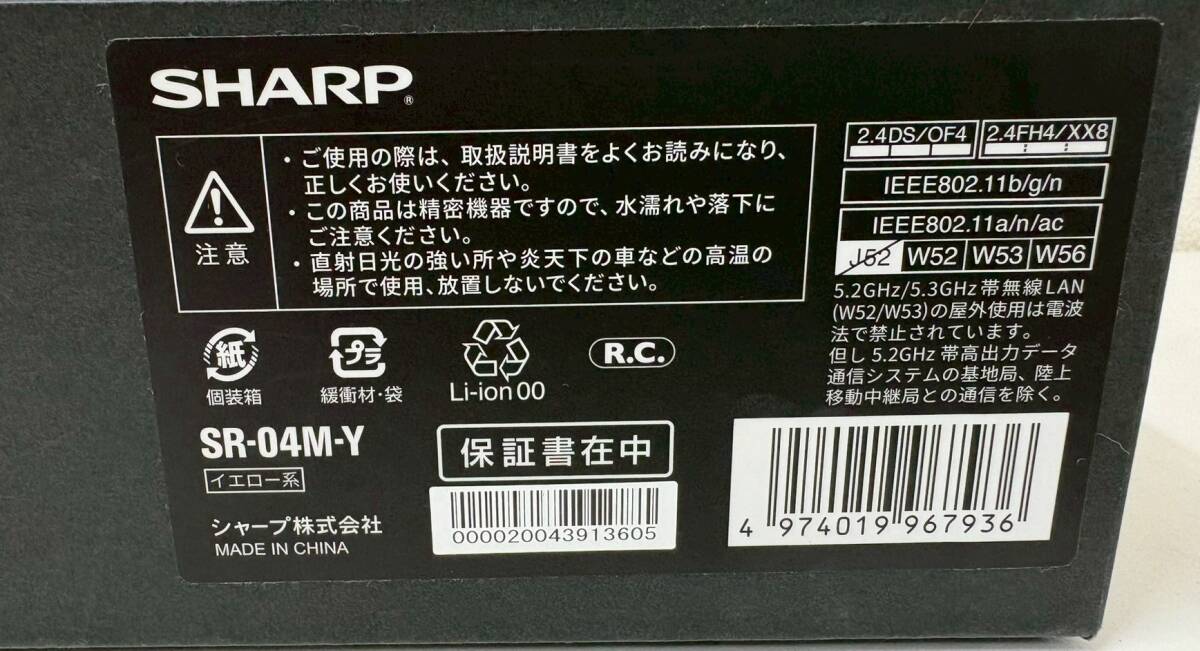 SHARP®
注意
・ご使用の際は、取扱説明書をよくお読みになり、
正しくお使いください。
・この商品は精密機器ですので、水濡れや落下に
ご注意ください。
・直射日光の強い所や炎天下の車などの高温の
場所で使用、放置しないでください。
2.4DS/OF4 2.4FH4/XX8
IEEE802.11b/g/n
IEEE802.11a/n/ac
J52 W52 W53 W56
5.2GHz/5.3GHz帯無線LAN
(W52/W53)の屋外使用は電波
法で禁止されています。
但し5.2GHz帯高出力データ
通信システムの基地局、陸上
移動中継局との通信を除く。
紙
個装箱
プラ
緩衝材・袋
Li-ion 00
R.C.
SR-04M-Y
イエロー系
シャープ株式会社
MADE IN CHINA
保証書在中
000020043913605
4 974019 967936